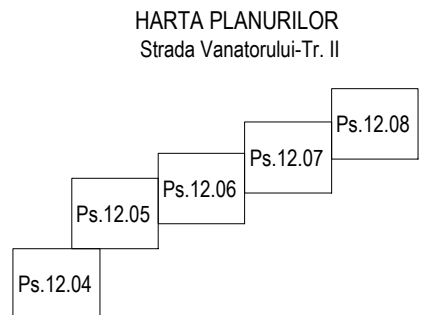 HARTA PLANURILOR
Strada Vanatorului-Tr. II
Ps.12.08
Ps.12.07
Ps.12.06
Ps.12.05
Ps.12.04